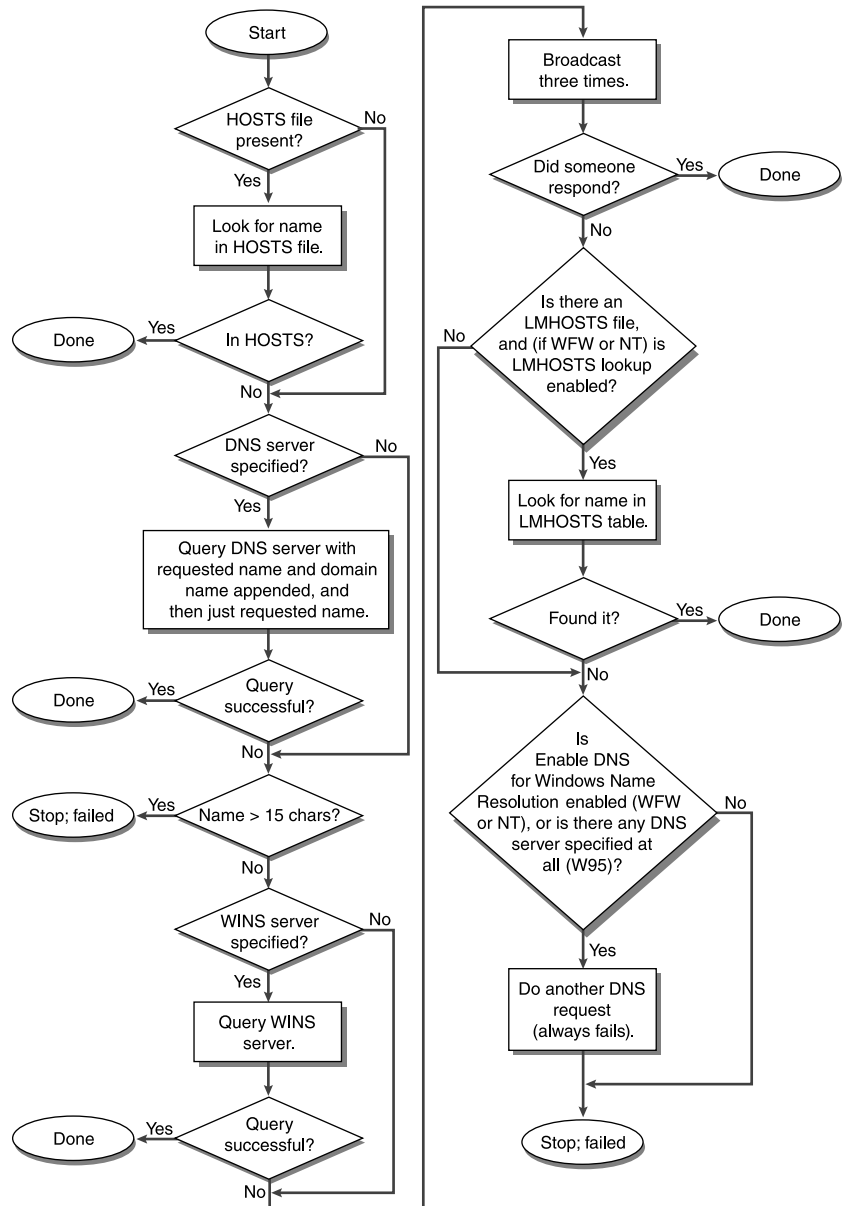 Start
HOSTS file
present?
No
Yes
Look for name
in HOSTS file.
In HOSTS?
Yes
Done
No
DNS server
specified?
No
Yes
Query DNS server with
requested name and domain
name appended, and
then just requested name.
Query
successful?
Yes
Done
No
Name > 15 chars?
Yes
Stop; failed
No
WINS server
specified?
No
Yes
Query WINS
server.
Query
successful?
Yes
Done
No
Broadcast
three times.
Did someone
respond?
Yes
Done
No
Is there an
LMHOSTS file,
and (if WFW or NT) is
LMHOSTS lookup
enabled?
No
Yes
Look for name in
LMHOSTS table.
Found it?
Yes
Done
No
Is
Enable DNS
for Windows Name
Resolution enabled (WFW
or NT), or is there any DNS
server specified at
all (W95)?
No
Yes
Do another DNS
request
(always fails).
Stop; failed